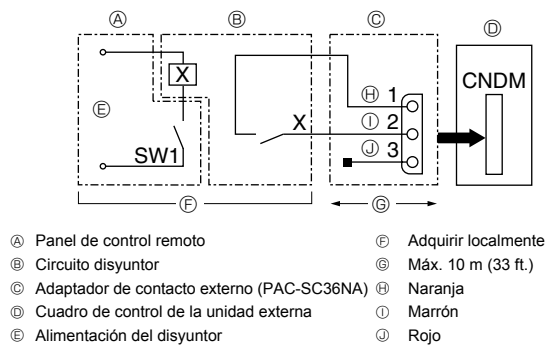 Ⓐ Ⓑ Ⓒ Ⓓ
CNDM
X
Ⓗ 1
Ⓔ
X Ⓘ 2
SW1
Ⓙ 3
Ⓕ Ⓖ
Ⓐ Panel de control remoto
Ⓑ Circuito disyuntor
Ⓒ Adaptador de contacto externo (PAC-SC36NA)
Ⓓ Cuadro de control de la unidad externa
Ⓔ Alimentación del disyuntor
Ⓕ Adquirir localmente
Ⓖ Máx. 10 m (33 ft.)
Ⓗ Naranja
Ⓘ Marrón
Ⓙ Rojo